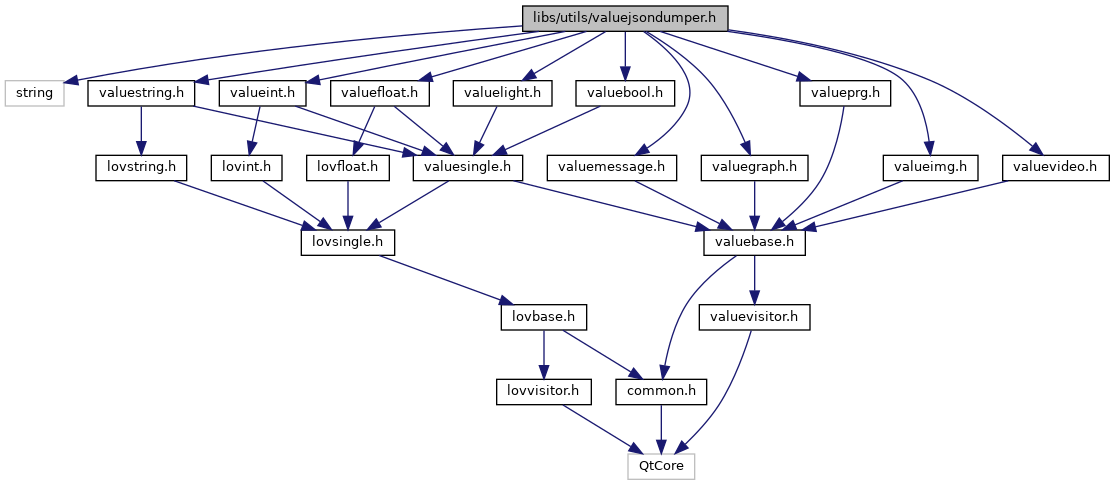 libs/utils/valuejsondumper.h
string
valuestring.h
valueint.h
valuefloat.h
valuelight.h
valuebool.h
valueprg.h
lovstring.h
lovint.h
lovfloat.h
valuesingle.h
valuemessage.h
valuegraph.h
valueimg.h
valuevideo.h
lovsingle.h
valuebase.h
lovbase.h
valuevisitor.h
lovvisitor.h
common.h
QtCore